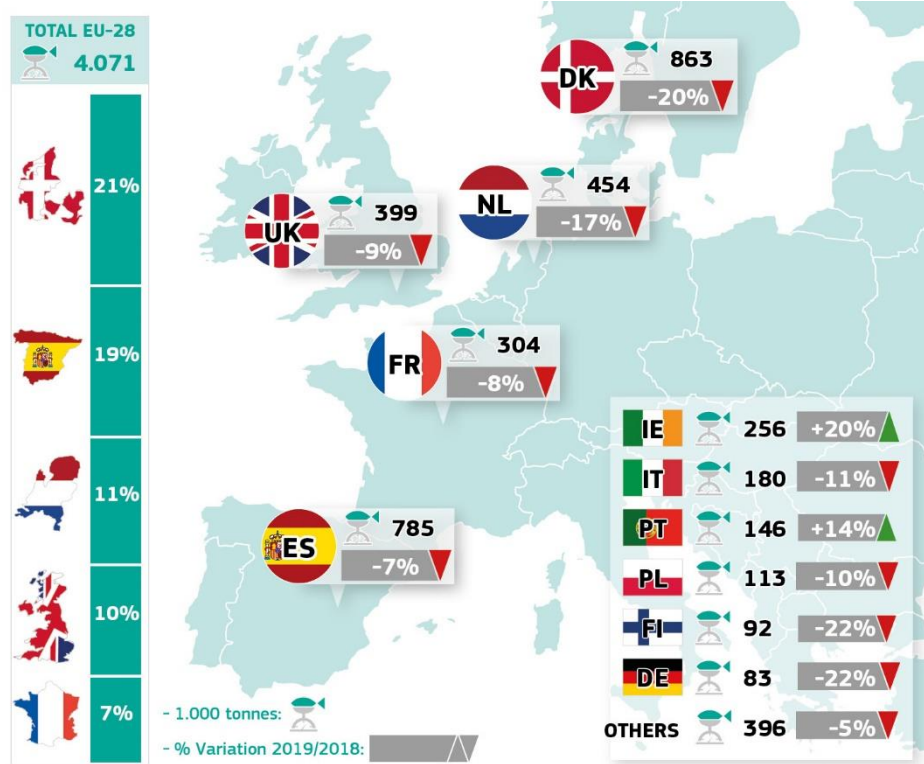 TOTAL EU-28
4.071
21%
19%
11%
10%
7%
DK 863
-20%
NL 454
-17%
UK 399
-9%
FR 304
-8%
ES 785
-7%
IE 256 +20%
IT 180 -11%
PT 146 +14%
PL 113 -10%
FI 92 -22%
DE 83 -22%
OTHERS 396 -5%
- 1.000 tonnes:
- % Variation 2019/2018: